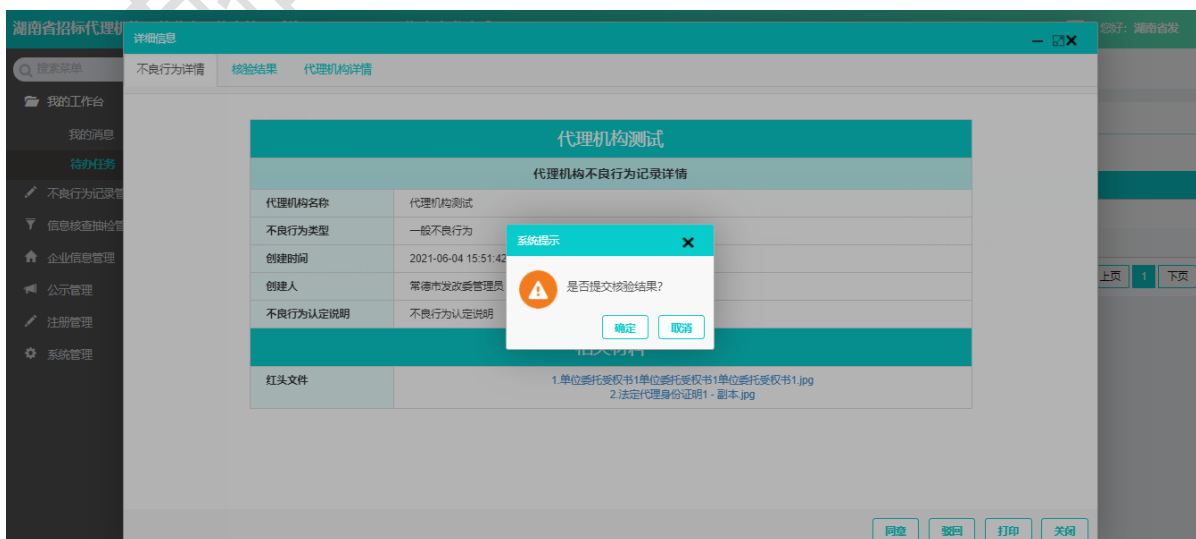 湖南省招标代理机
您好：湖南省发
详细信息
搜索菜单
不良行为详情
核验结果
代理机构详情
我的工作台
我的消息
待办任务
不良行为记录管
信息核查抽检管
企业信息管理
公示管理
注册管理
系统管理
代理机构测试
代理机构不良行为记录详情
代理机构名称 代理机构测试
不良行为类型 一般不良行为
创建时间 2021-06-04 15:51:42
创建人 常德市发改委管理员
不良行为认定说明 不良行为认定说明
系统提示
是否提交核验结果?
确定 取消
相关材料
红头文件
1.单位委托受权书1单位委托受权书1单位委托受权书1.jpg
2.法定代理身份证明1 - 副本.jpg
上页 1 下页
同意 驳回 打印 关闭